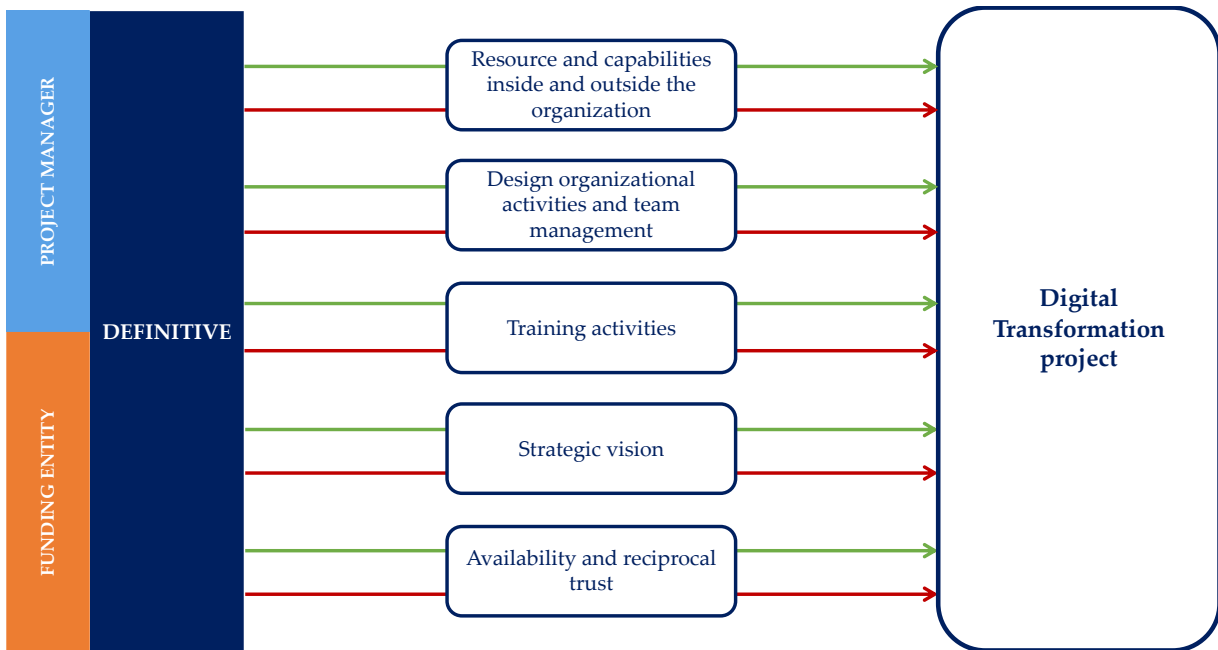 PROJECT MANAGER
FUNDING ENTITY
DEFINITIVE
Resource and capabilities
inside and outside the
organization
Design organizational
activities and team
management
Training activities
Strategic vision
Availability and reciprocal
trust
Digital
Transformation
project